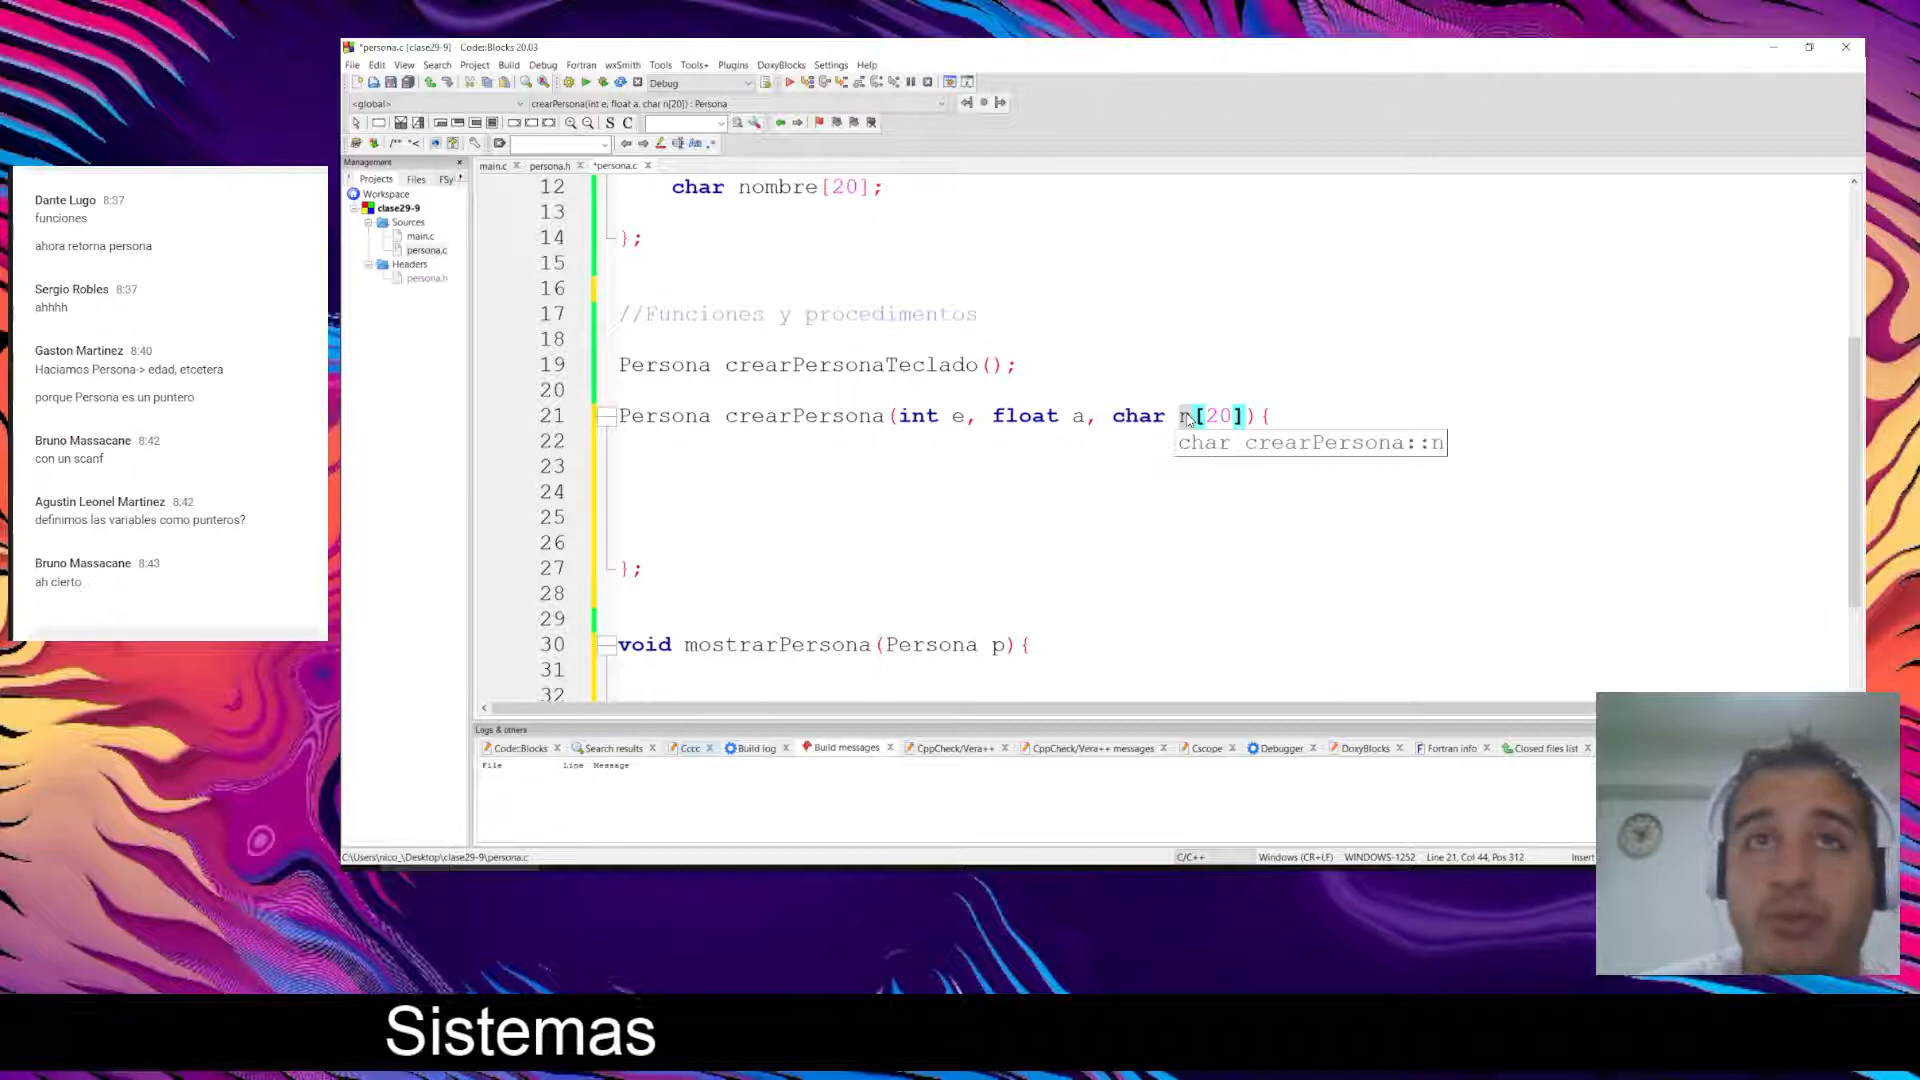 *persona.c [clase29-9] - Code::Blocks 20.03
File Edit View Search Project Build Debug Fortran wxSmith Tools Tools+ Plugins DoxyBlocks Settings Help
Debug
<global>
crearPersona(int e, float a, char n[20]) : Persona
S C
/** *<
Management
main.c
persona.h
*persona.c
Projects Files FSy
Workspace
clase29-9
Sources
main.c
persona.c
Headers
persona.h
Dante Lugo 8:37
funciones
ahora retorna persona
Sergio Robles 8:37
ahhhh
Gaston Martinez 8:40
Haciamos Persona-> edad, etcetera
porque Persona es un puntero
Bruno Massacane 8:42
con un scanf
Agustin Leonel Martinez 8:42
definimos las variables como punteros?
Bruno Massacane 8:43
ah cierto
12 char nombre[20];
13
14 };
15
16
17 //Funciones y procedimentos
18
19 Persona crearPersonaTeclado();
20
21 Persona crearPersona(int e, float a, char n[20]){
char crearPersona::n
22
23
24
25
26
27 };
28
29
30 void mostrarPersona(Persona p){
31
32
Logs & others
Code::Blocks Search results Cccc Build log Build messages CppCheck/Vera++ CppCheck/Vera++ messages Cscope Debugger DoxyBlocks Fortran info Closed files list
File Line Message
C:\Users\nico_\Desktop\clase29-9\persona.c
C/C++ Windows (CR+LF) WINDOWS-1252 Line 21, Col 44, Pos 312 Insert
Sistemas